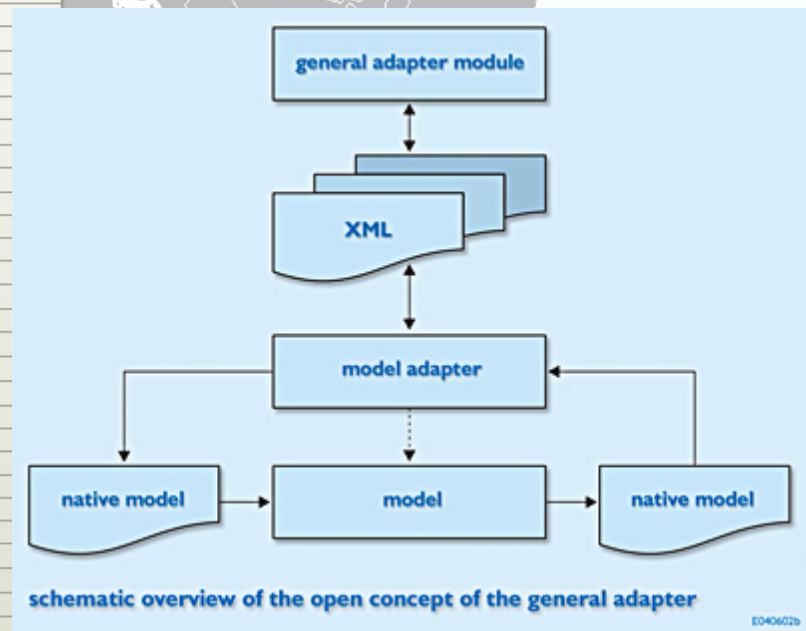 general adapter module
XML
model adapter
native model
model
native model
schematic overview of the open concept of the general adapter
E040602b